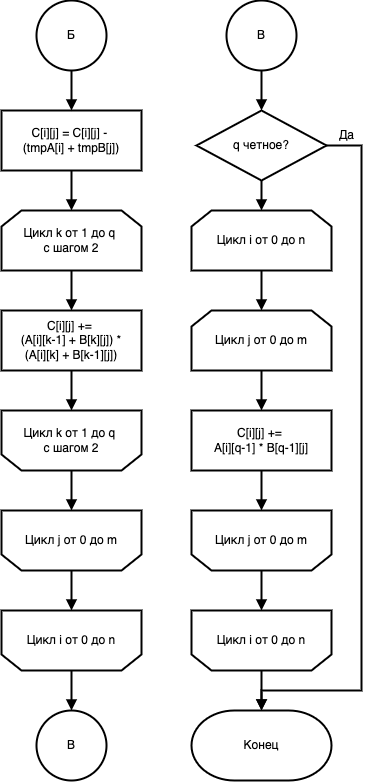 Б
C[i][j] = C[i][j] -
(tmpA[i] + tmpB[j])
Цикл k от 1 до q
с шагом 2
C[i][j] +=
(A[i][k-1] + B[k][j]) *
(A[i][k] + B[k-1][j])
Цикл k от 1 до q
с шагом 2
Цикл j от 0 до m
Цикл i от 0 до n
В
В
q четное?
Да
Цикл i от 0 до n
Цикл j от 0 до m
C[i][j] +=
A[i][q-1] * B[q-1][j]
Цикл j от 0 до m
Цикл i от 0 до n
Конец